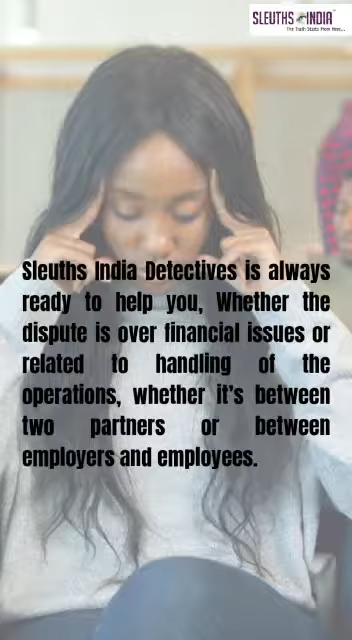 SLEUTHS INDIA
The Truth Starts From Here...
Sleuths India Detectives is always
ready to help you, Whether the
dispute is over financial issues or
related to handling of the
operations, whether it's between
two partners or between
employers and employees.